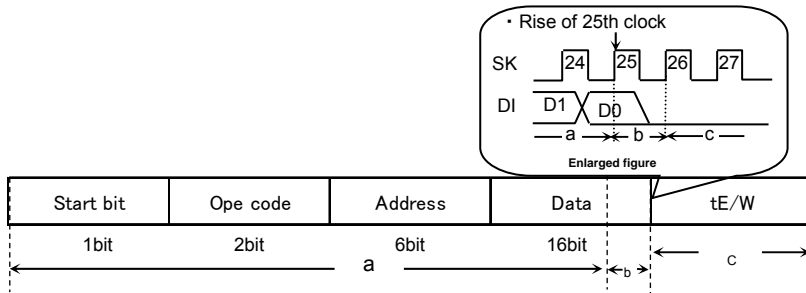 ・Rise of 25th clock
SK 24 25 26 27
DI D1 D0
a b c
Enlarged figure
Start bit Ope code Address Data tE/W
1bit 2bit 6bit 16bit
a b C